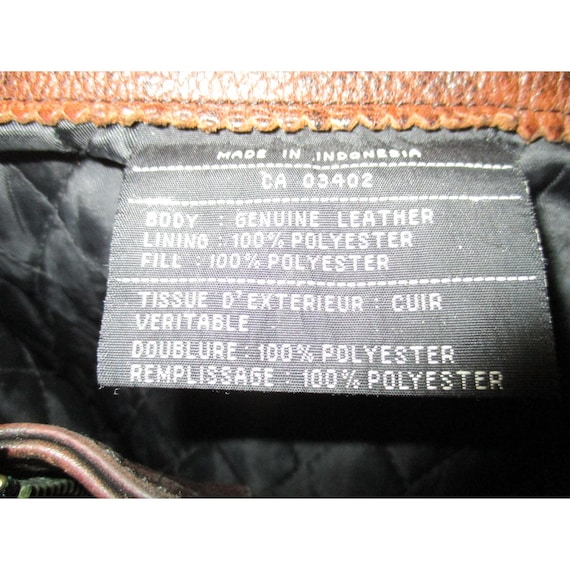 MADE IN INDONESIA
CA 03402
BODY : GENUINE LEATHER
LINING : 100% POLYESTER
FILL : 100% POLYESTER
TISSUE D'EXTERIEUR : CUIR
VERITABLE
DOUBLURE : 100% POLYESTER
REMPLISSAGE : 100% POLYESTER